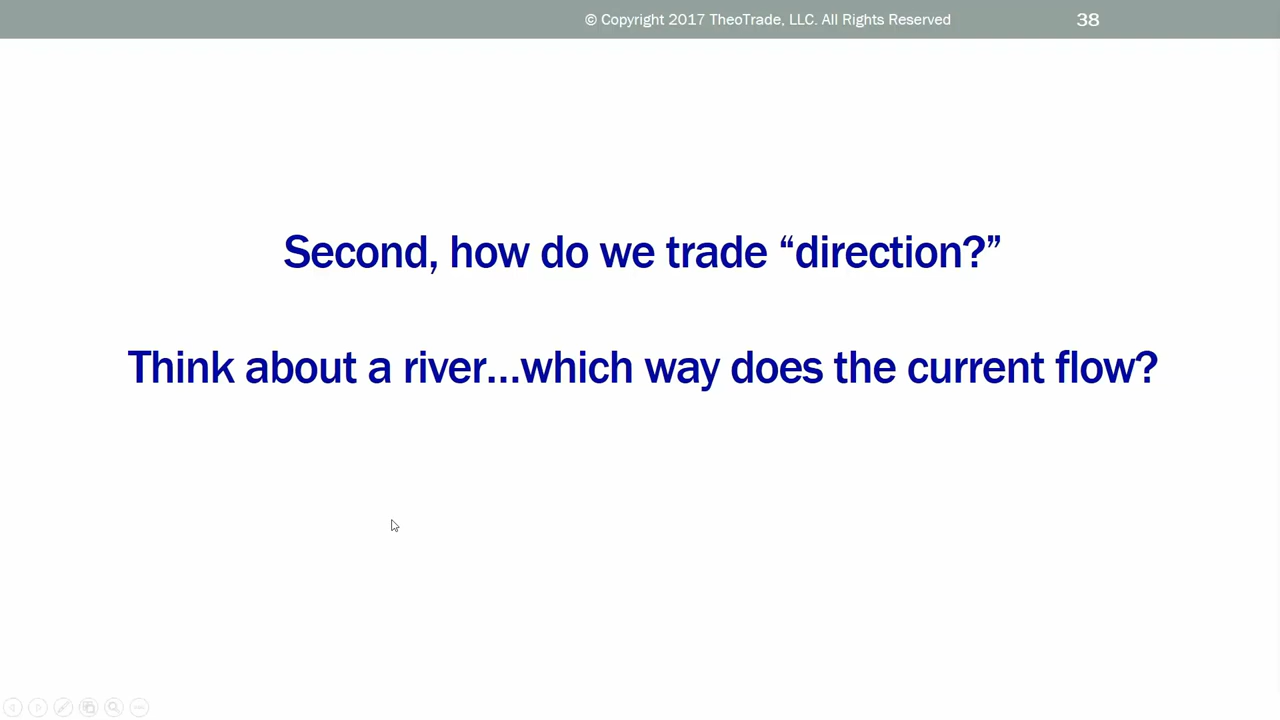 © Copyright 2017 TheoTrade, LLC. All Rights Reserved 38
Second, how do we trade “direction?”
Think about a river...which way does the current flow?